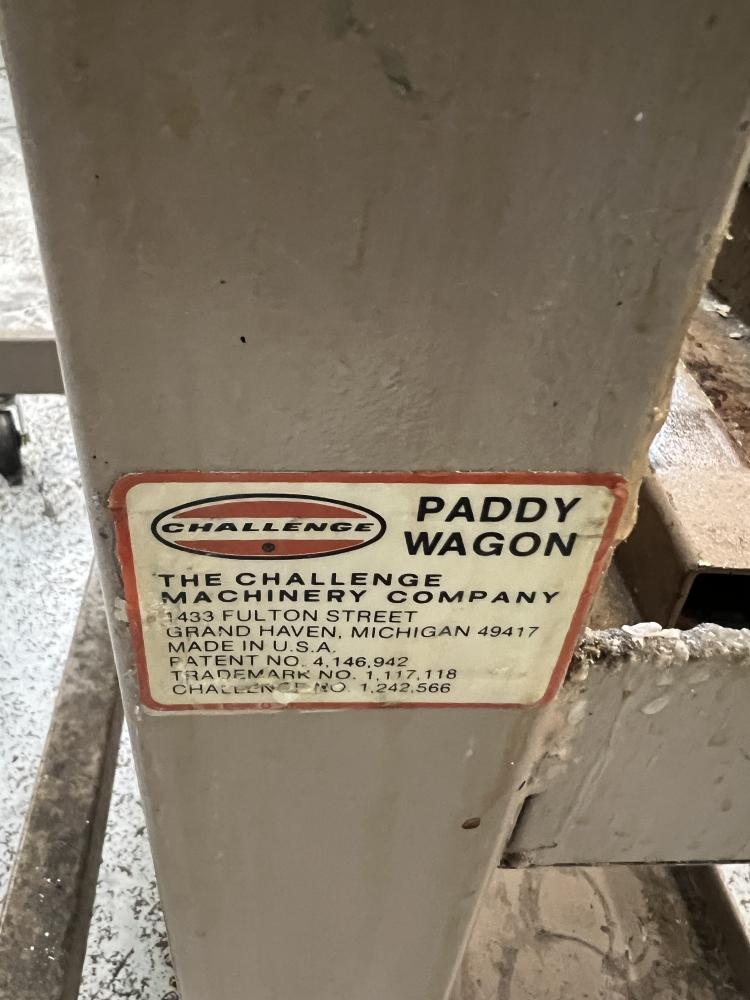 CHALLENGE
PADDY
WAGON
THE CHALLENGE
MACHINERY COMPANY
1433 FULTON STREET
GRAND HAVEN, MICHIGAN 49417
MADE IN U.S.A.
PATENT NO. 4,146,942
TRADEMARK NO. 1,117,118
CHALLENGE NO. 1,242,566